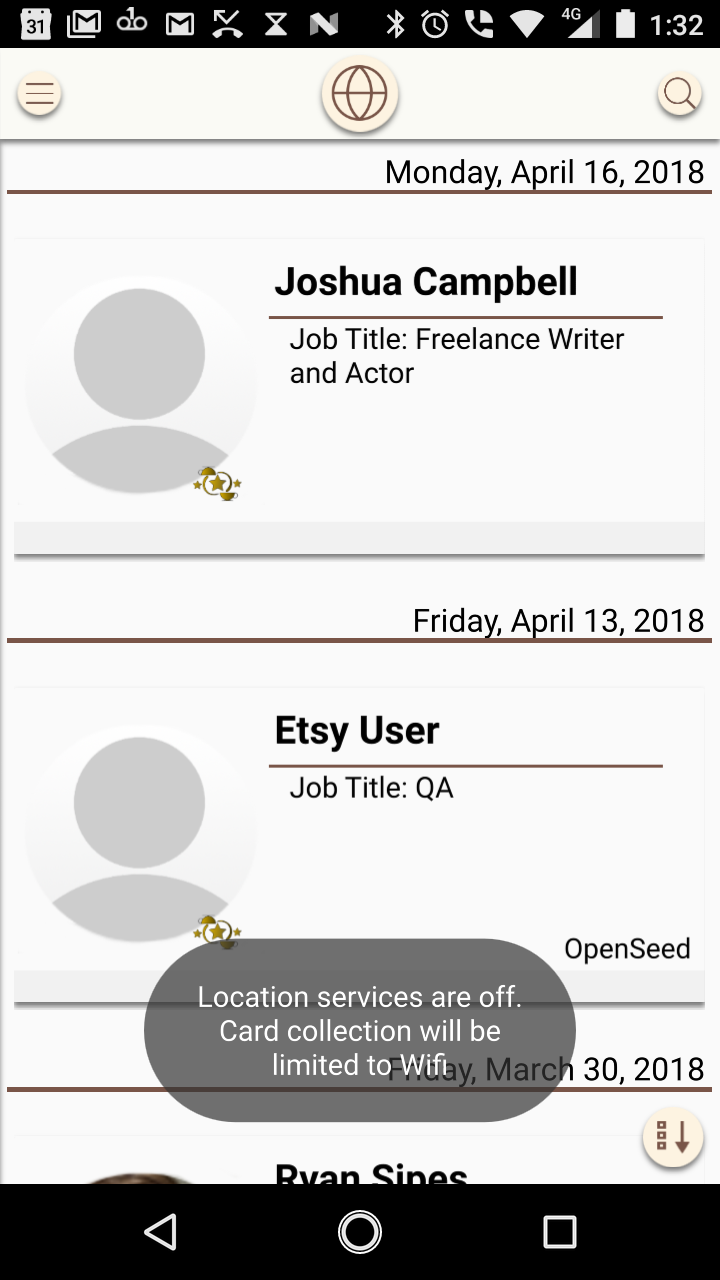 31
4G
1:32
Monday, April 16, 2018
Joshua Campbell
Job Title: Freelance Writer
and Actor
Friday, April 13, 2018
Etsy User
Job Title: QA
OpenSeed
Location services are off.
Card collection will be
limited to Wifi
Friday, March 30, 2018
Ryan Sipes